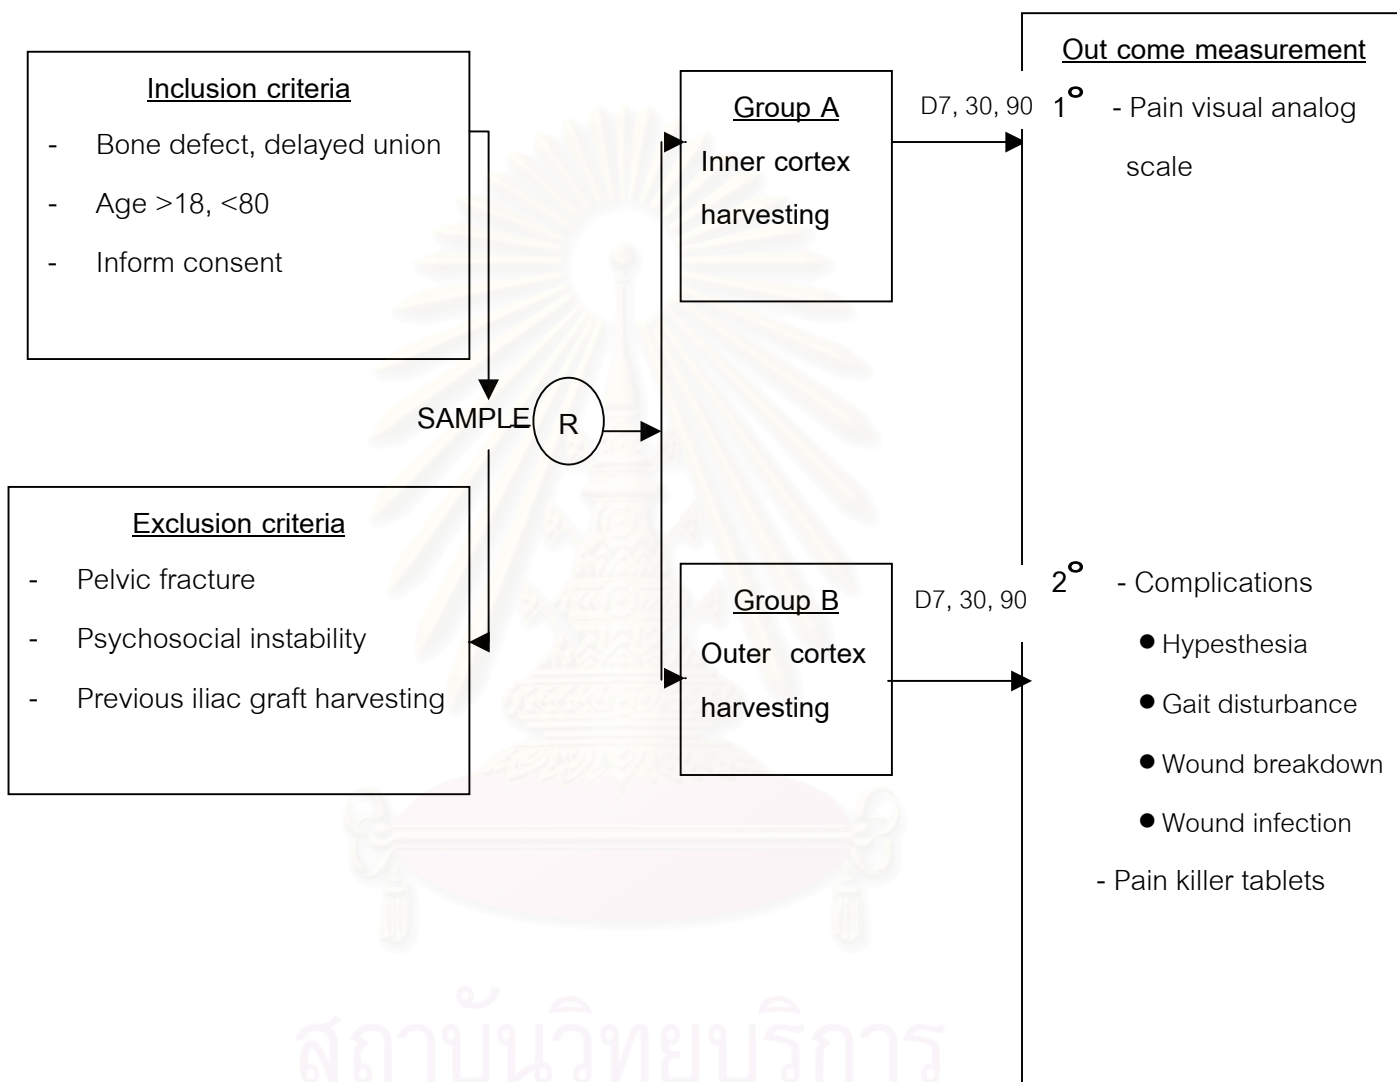 Inclusion criteria
- Bone defect, delayed union
- Age >18, <80
- Inform consent
SAMPLE
R
Exclusion criteria
- Pelvic fracture
- Psychosocial instability
- Previous iliac graft harvesting
Group A
Inner cortex
harvesting
D7, 30, 90
Group B
Outer cortex
harvesting
D7, 30, 90
Out come measurement
1° - Pain visual analog
scale
2° - Complications
● Hypesthesia
● Gait disturbance
● Wound breakdown
● Wound infection
- Pain killer tablets
สถาบันวิทยบริการ